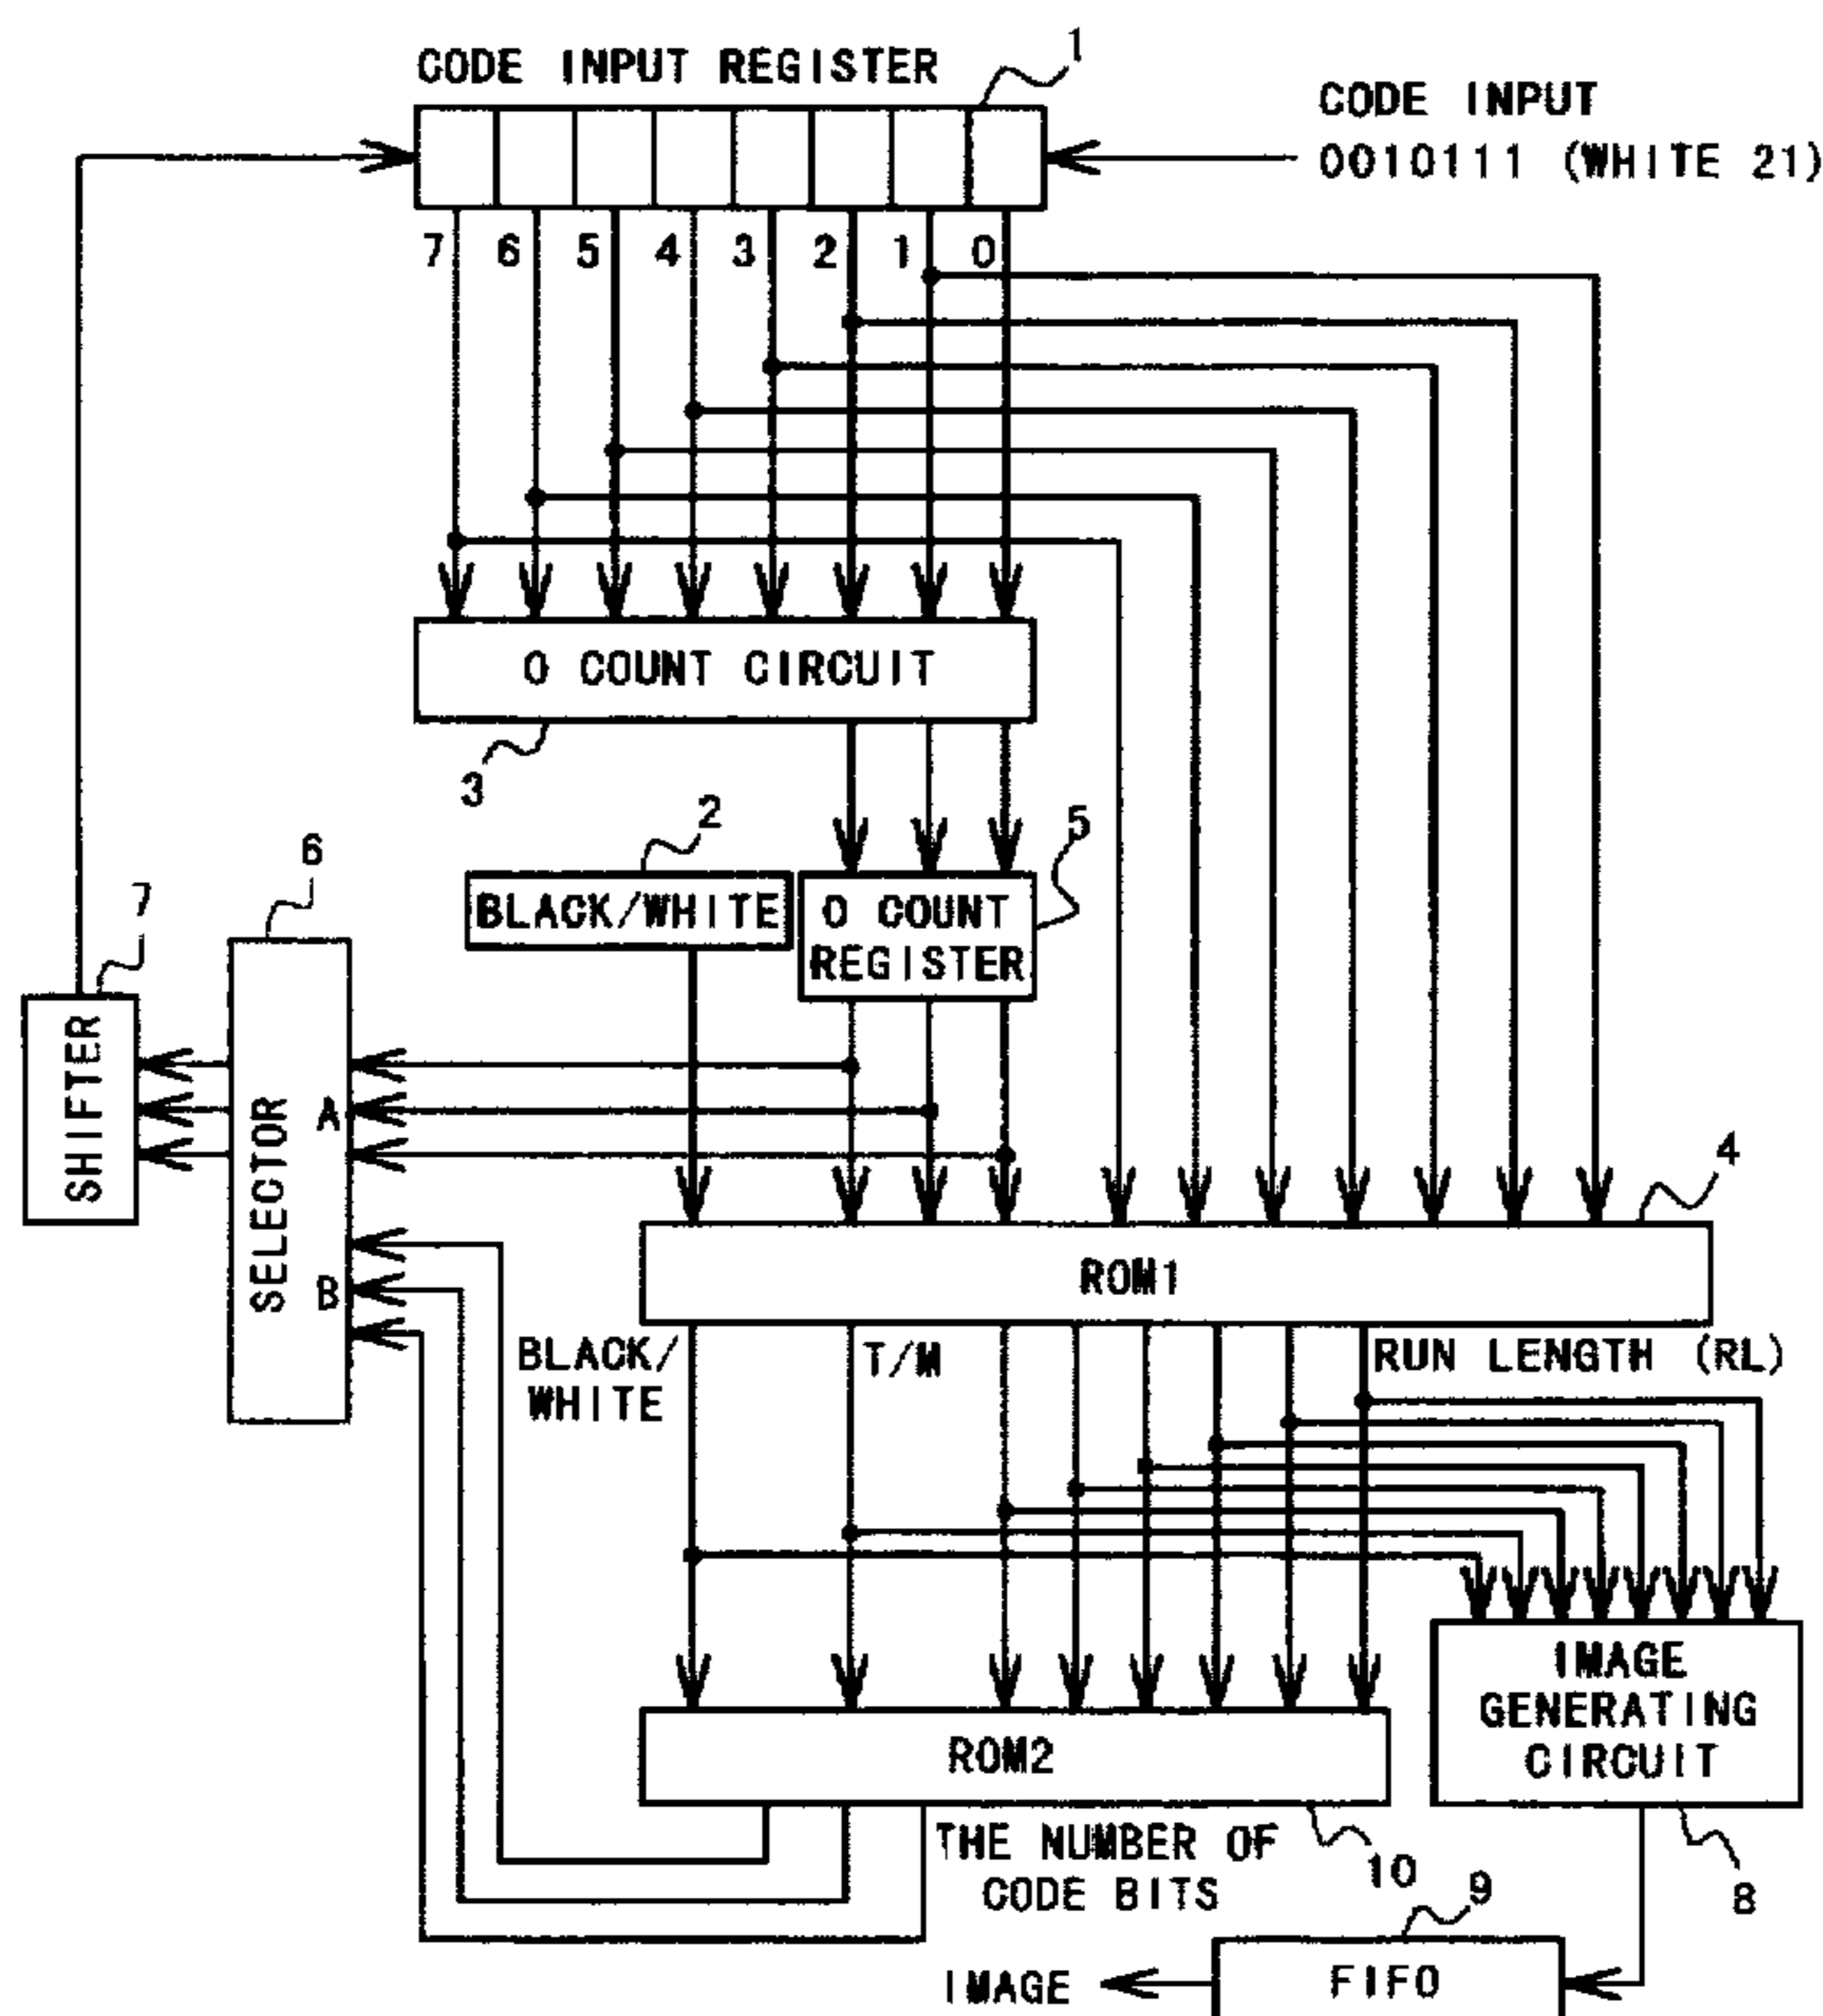 CODE INPUT REGISTER
1
CODE INPUT
0010111 (WHITE 21)
7 6 5 4 3 2 1 0
0 COUNT CIRCUIT
3
2
5
6
7
BLACK/WHITE
0 COUNT
REGISTER
SHIFTER
SELECTOR
A
B
4
ROM1
BLACK/
WHITE
T/M
RUN LENGTH (RL)
IMAGE
GENERATING
CIRCUIT
ROM2
THE NUMBER OF
CODE BITS
10
8
9
FIFO
IMAGE